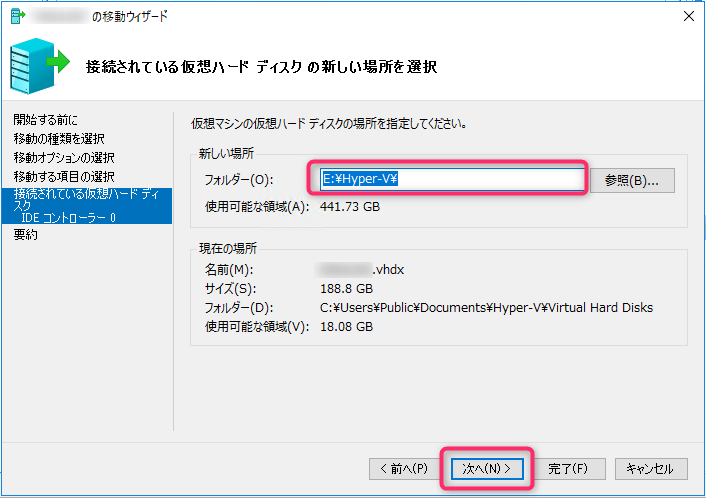 の移動ウィザード
接続されている仮想ハード ディスク の新しい場所を選択
開始する前に
移動の種類を選択
移動オプションの選択
移動する項目の選択
接続されている仮想ハード ディ
スク
IDE コントローラー 0
要約
仮想マシンの仮想ハード ディスクの場所を指定してください。
新しい場所
フォルダー(O): E:¥Hyper-V¥ 参照(B)...
使用可能な領域(A): 441.73 GB
現在の場所
名前(M): .vhdx
サイズ(S): 188.8 GB
フォルダー(D): C:¥Users¥Public¥Documents¥Hyper-V¥Virtual Hard Disks
使用可能な領域(V): 18.08 GB
< 前へ(P) 次へ(N) > 完了(F) キャンセル